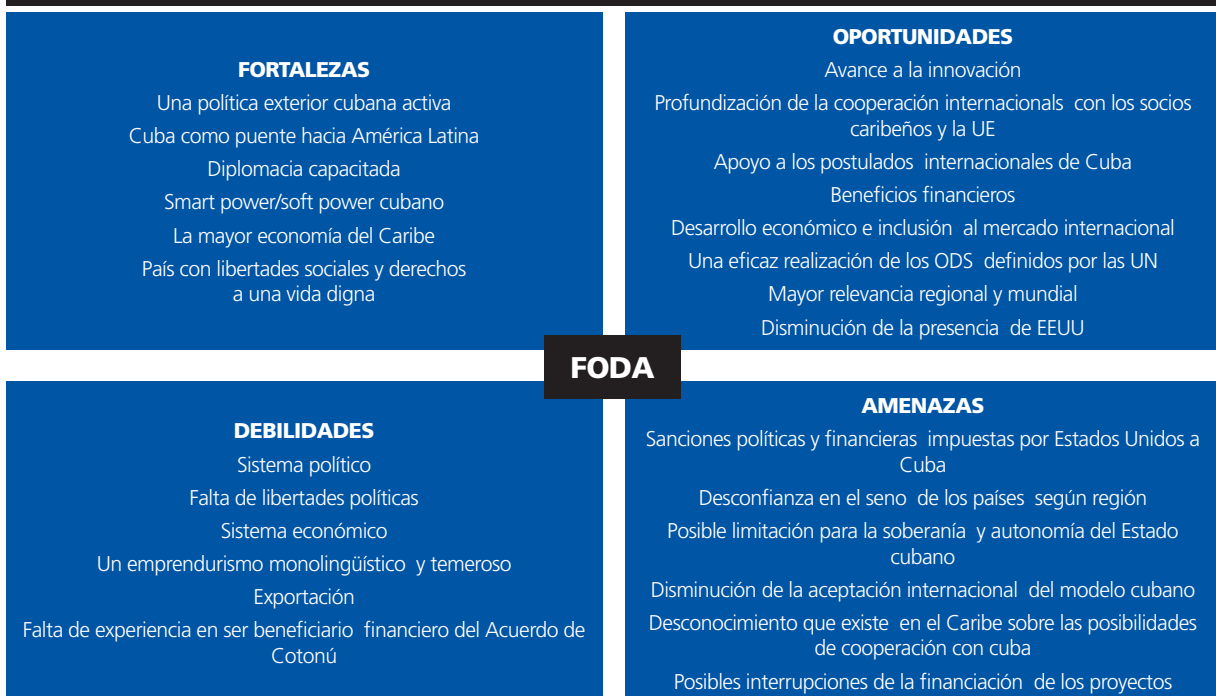 FORTALEZAS
Una política exterior cubana activa
Cuba como puente hacia América Latina
Diplomacia capacitada
Smart power/soft power cubano
La mayor economía del Caribe
País con libertades sociales y derechos
a una vida digna
OPORTUNIDADES
Avance a la innovación
Profundización de la cooperación internacionals con los socios
caribeños y la UE
Apoyo a los postulados internacionales de Cuba
Beneficios financieros
Desarrollo económico e inclusión al mercado internacional
Una eficaz realización de los ODS definidos por las UN
Mayor relevancia regional y mundial
Disminución de la presencia de EEUU
FODA
DEBILIDADES
Sistema político
Falta de libertades políticas
Sistema económico
Un emprendurismo monolingüístico y temeroso
Exportación
Falta de experiencia en ser beneficiario financiero del Acuerdo de
Cotonú
AMENAZAS
Sanciones políticas y financieras impuestas por Estados Unidos a
Cuba
Desconfianza en el seno de los países según región
Posible limitación para la soberanía y autonomía del Estado
cubano
Disminución de la aceptación internacional del modelo cubano
Desconocimiento que existe en el Caribe sobre las posibilidades
de cooperación con cuba
Posibles interrupciones de la financiación de los proyectos